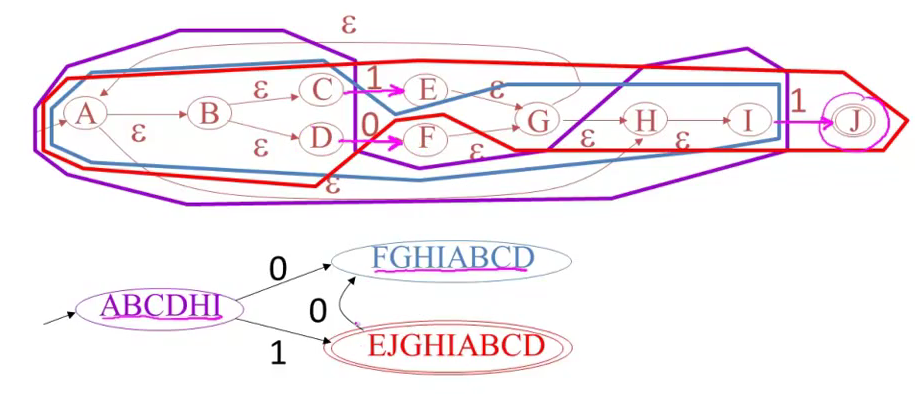 ε
A ε B ε ε C D 1 0 E F ε ε G ε H ε I 1 J
ε
0 FGHIABCD
ABCDHI
0
1 EJGHIABCD